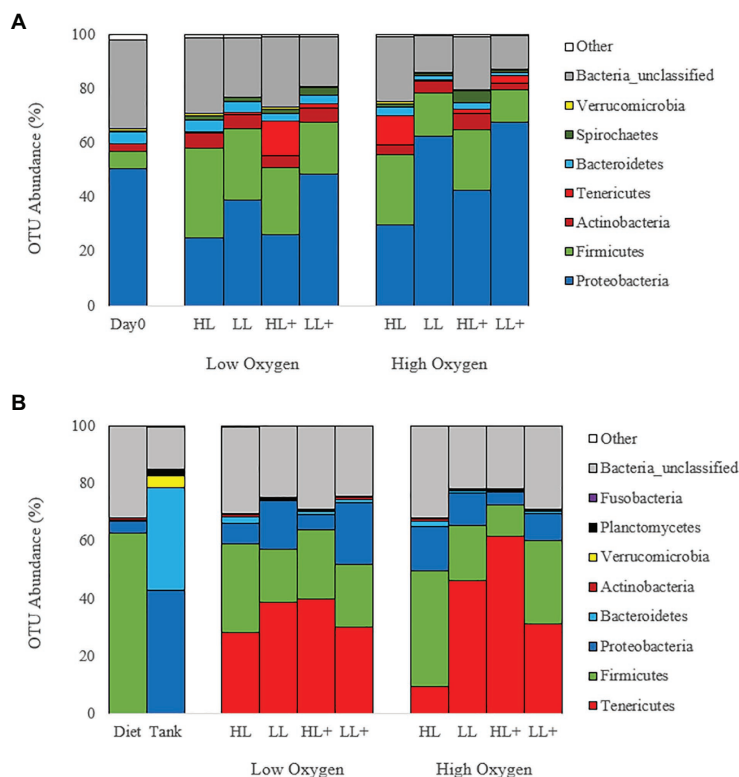 A
OTU Abundance (%)
100
80
60
40
20
0
Day0
HL LL HL+ LL+
HL LL HL+ LL+
Low Oxygen
High Oxygen
Other
Bacteria_unclassified
Verrucomicrobia
Spirochaetes
Bacteroidetes
Tenericutes
Actinobacteria
Firmicutes
Proteobacteria
B
OTU Abundance (%)
100
80
60
40
20
0
Diet Tank
HL LL HL+ LL+
HL LL HL+ LL+
Low Oxygen
High Oxygen
Other
Bacteria_unclassified
Fusobacteria
Planctomycetes
Verrucomicrobia
Actinobacteria
Bacteroidetes
Proteobacteria
Firmicutes
Tenericutes